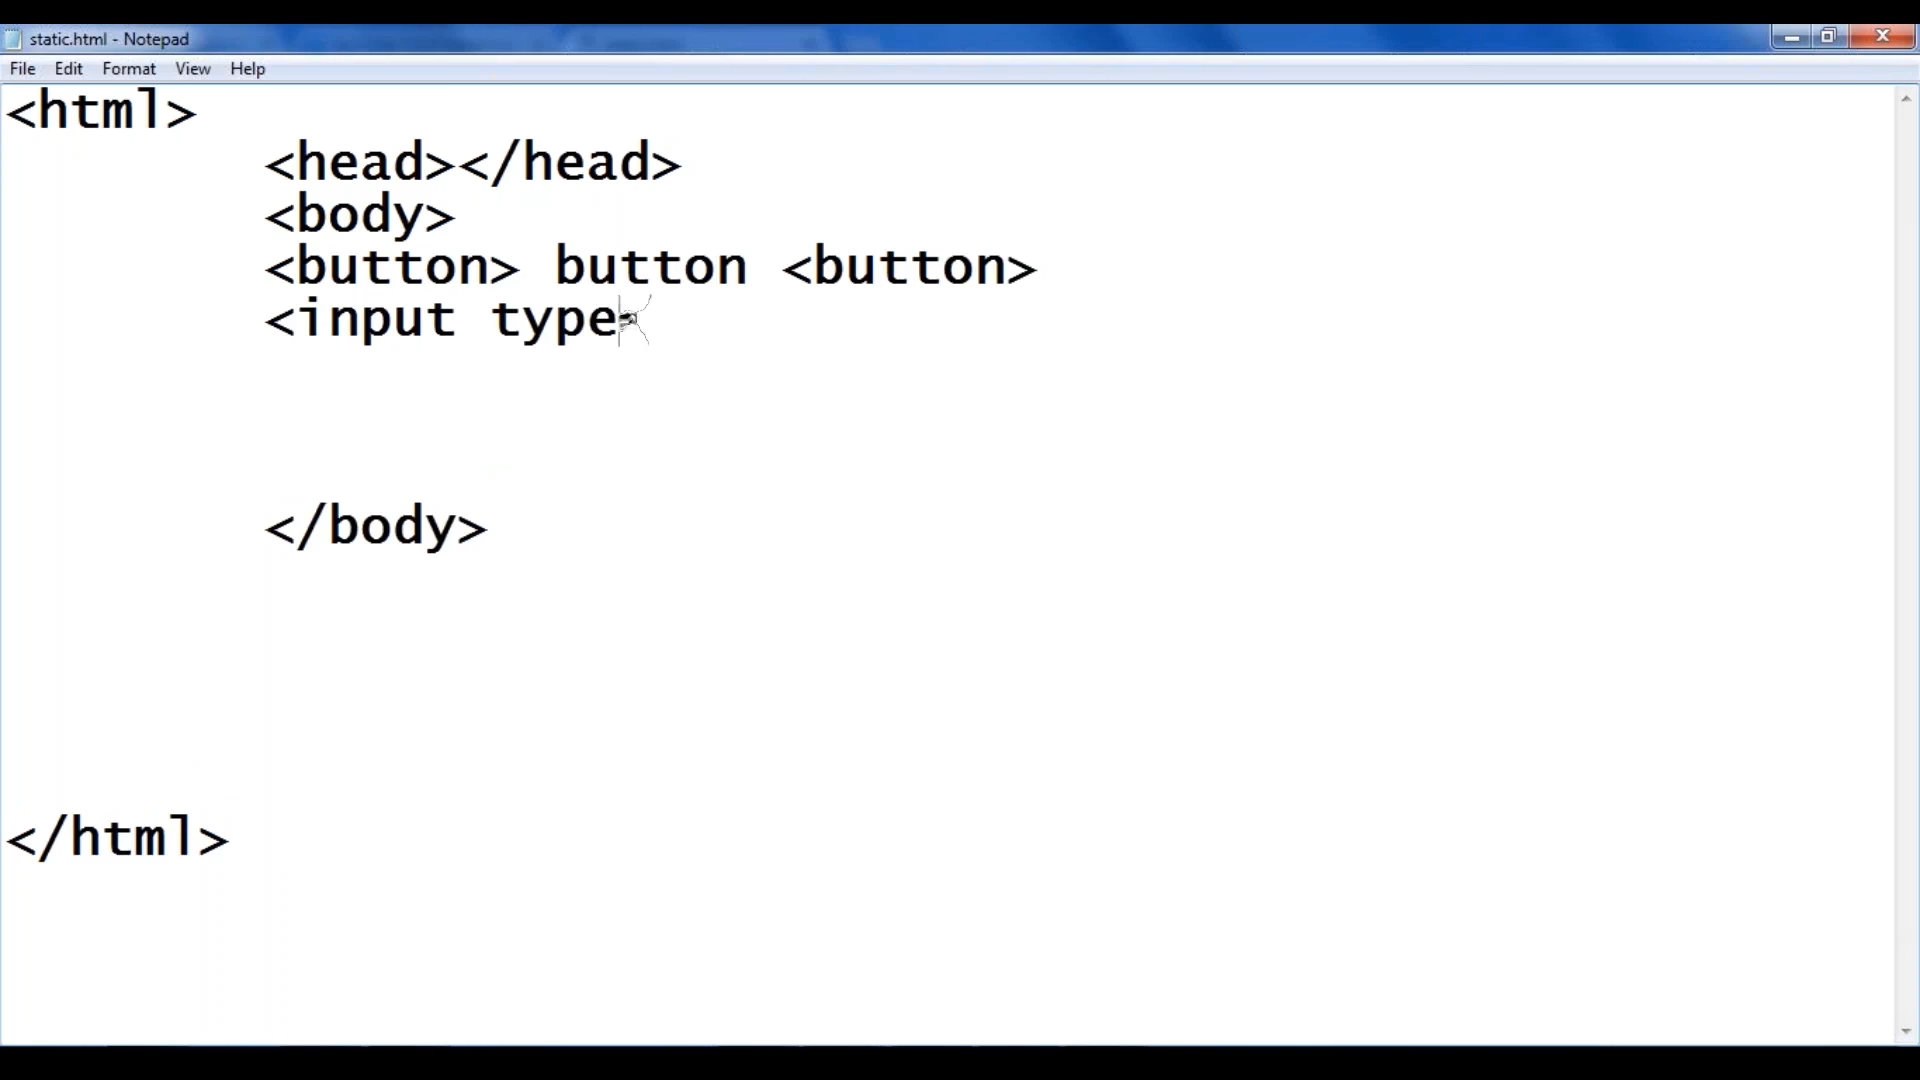 static.html - Notepad
File Edit Format View Help
<html>
<head></head>
<body>
<button> button <button>
<input type
</body>
</html>